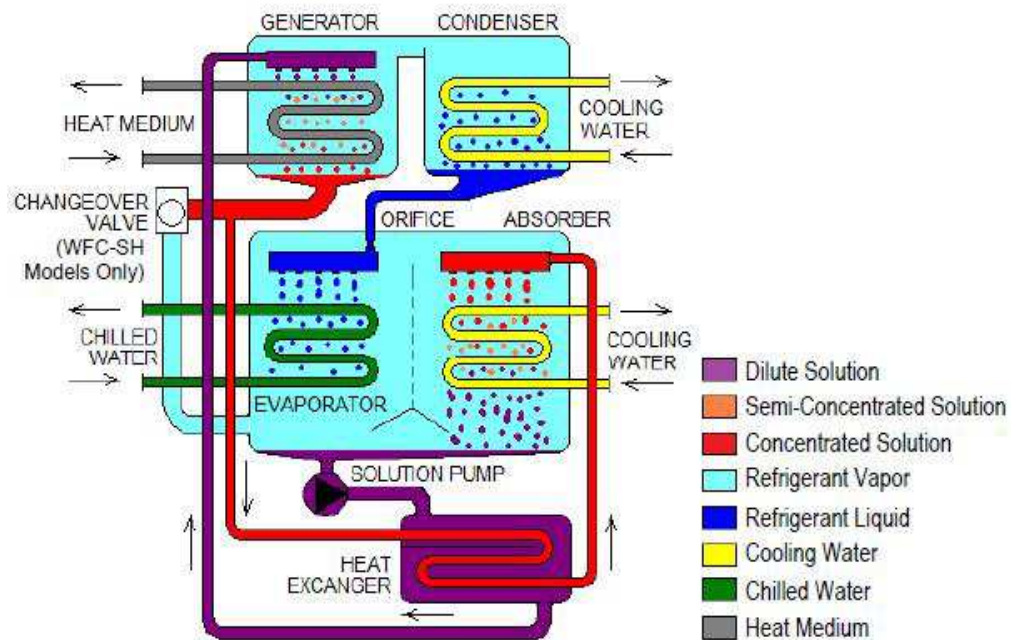 GENERATOR
CONDENSER
HEAT MEDIUM
COOLING
WATER
CHANGEOVER
VALVE
(WFC-SH
Models Only)
ORIFICE
ABSORBER
CHILLED
WATER
COOLING
WATER
EVAPORATOR
SOLUTION PUMP
HEAT
EXCANGER
Dilute Solution
Semi-Concentrated Solution
Concentrated Solution
Refrigerant Vapor
Refrigerant Liquid
Cooling Water
Chilled Water
Heat Medium